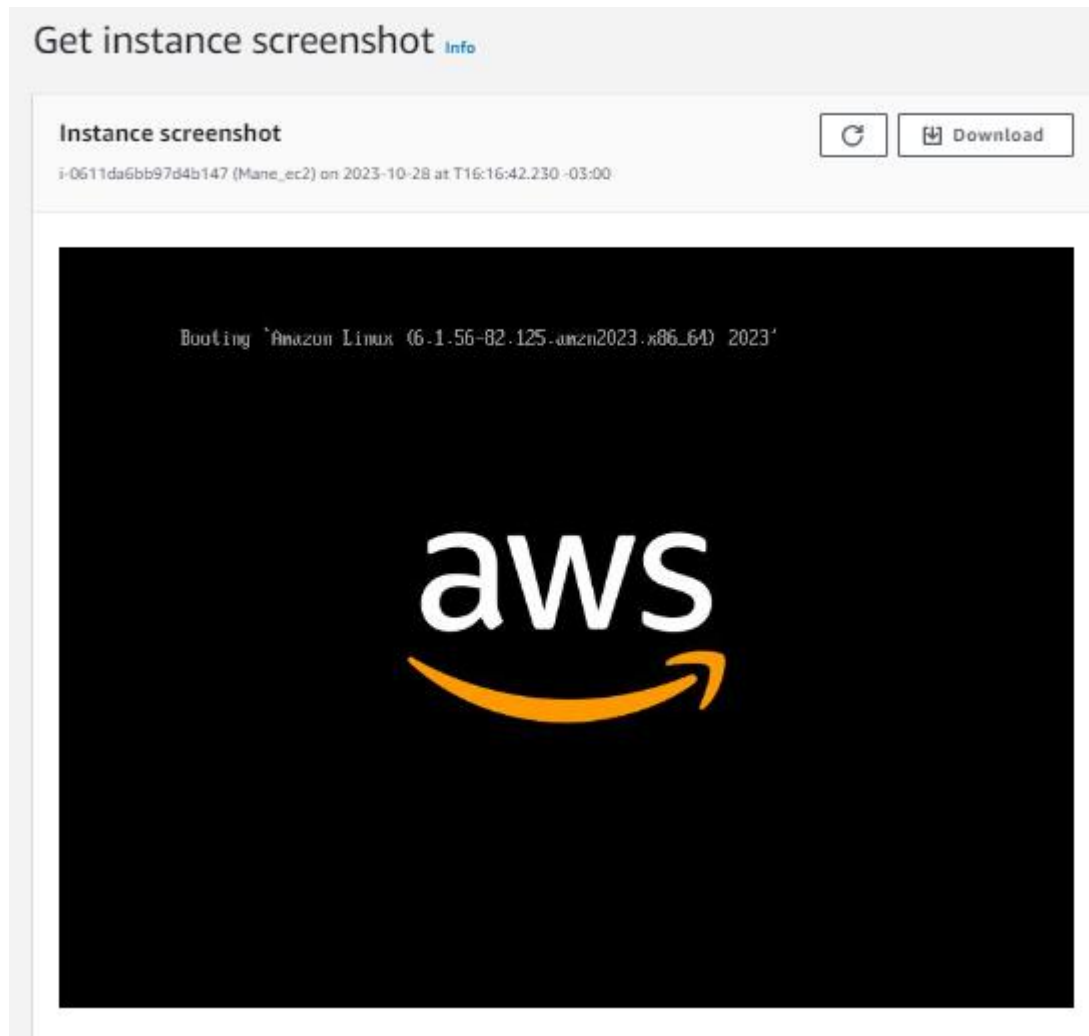 Get instance screenshot Info
Instance screenshot
Download
i-0611da6bb97d4b147 (Mane_ec2) on 2023-10-28 at T16:16:42.230 -03:00
Booting `Amazon Linux (6.1.56-82.125.amzn2023.x86_64) 2023'
aws